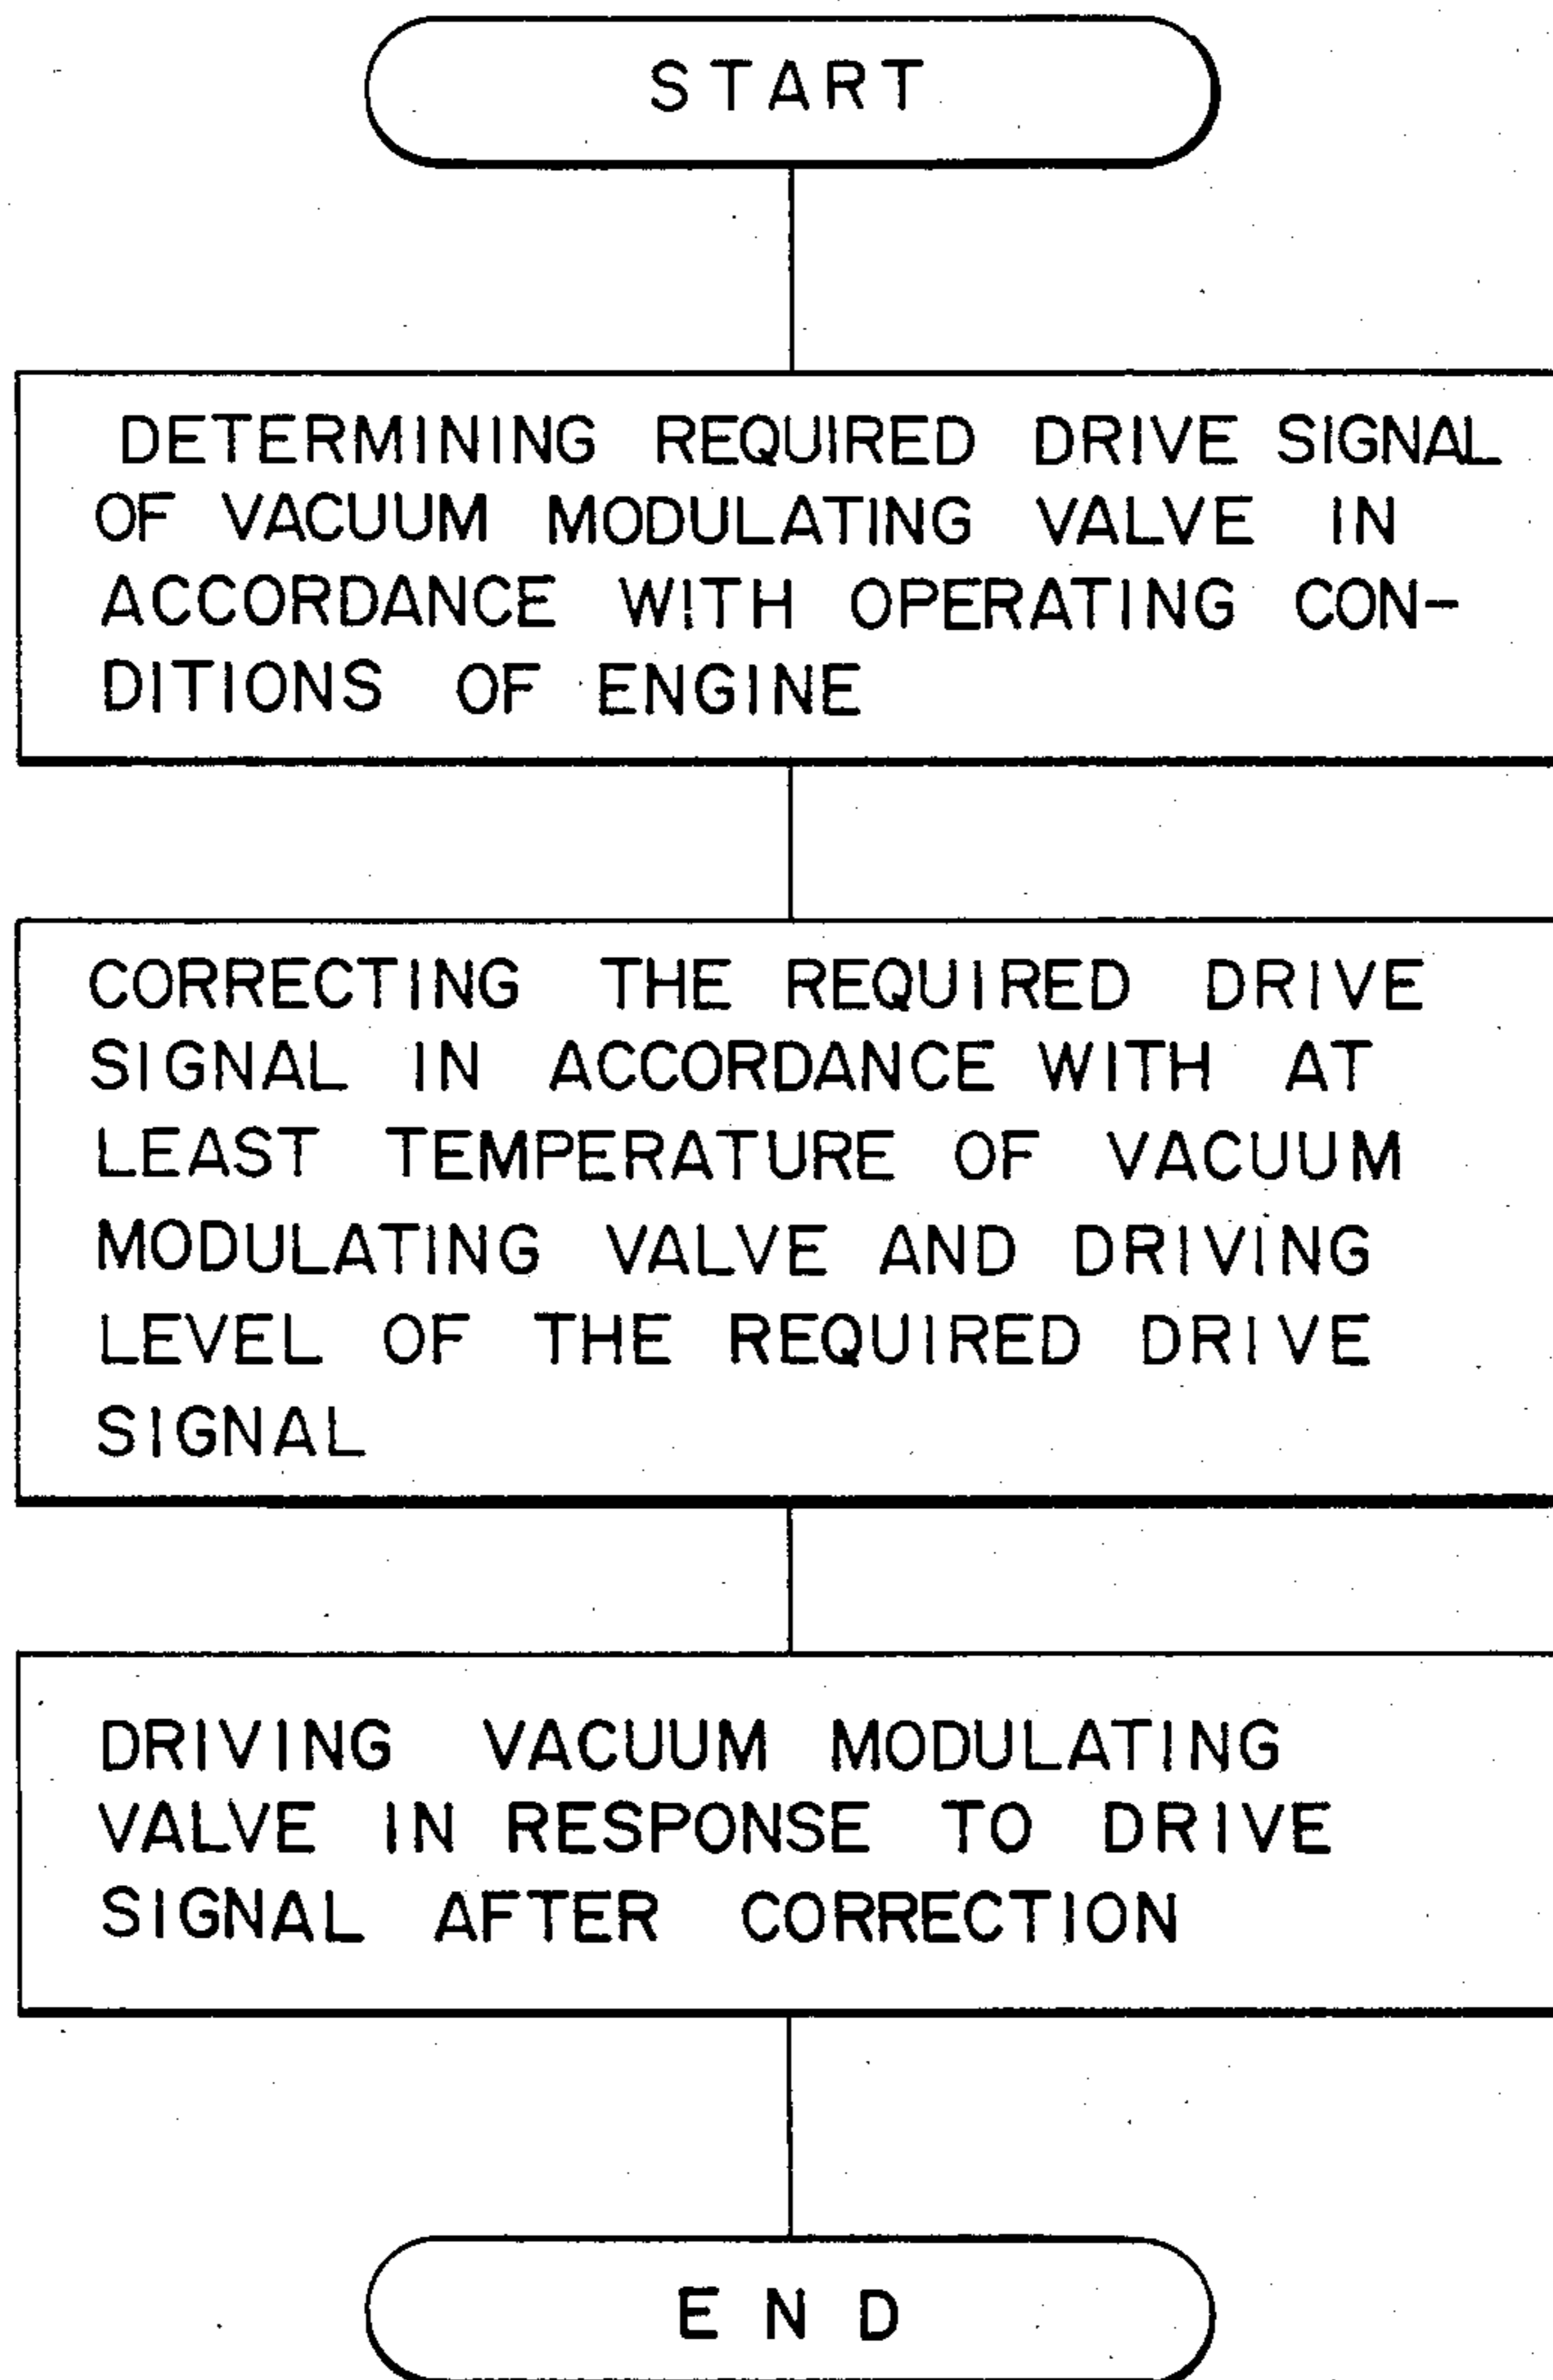 START
DETERMINING REQUIRED DRIVE SIGNAL
OF VACUUM MODULATING VALVE IN
ACCORDANCE WITH OPERATING CON-
DITIONS OF ENGINE
CORRECTING THE REQUIRED DRIVE
SIGNAL IN ACCORDANCE WITH AT
LEAST TEMPERATURE OF VACUUM
MODULATING VALVE AND DRIVING
LEVEL OF THE REQUIRED DRIVE
SIGNAL
DRIVING VACUUM MODULATING
VALVE IN RESPONSE TO DRIVE
SIGNAL AFTER CORRECTION
END